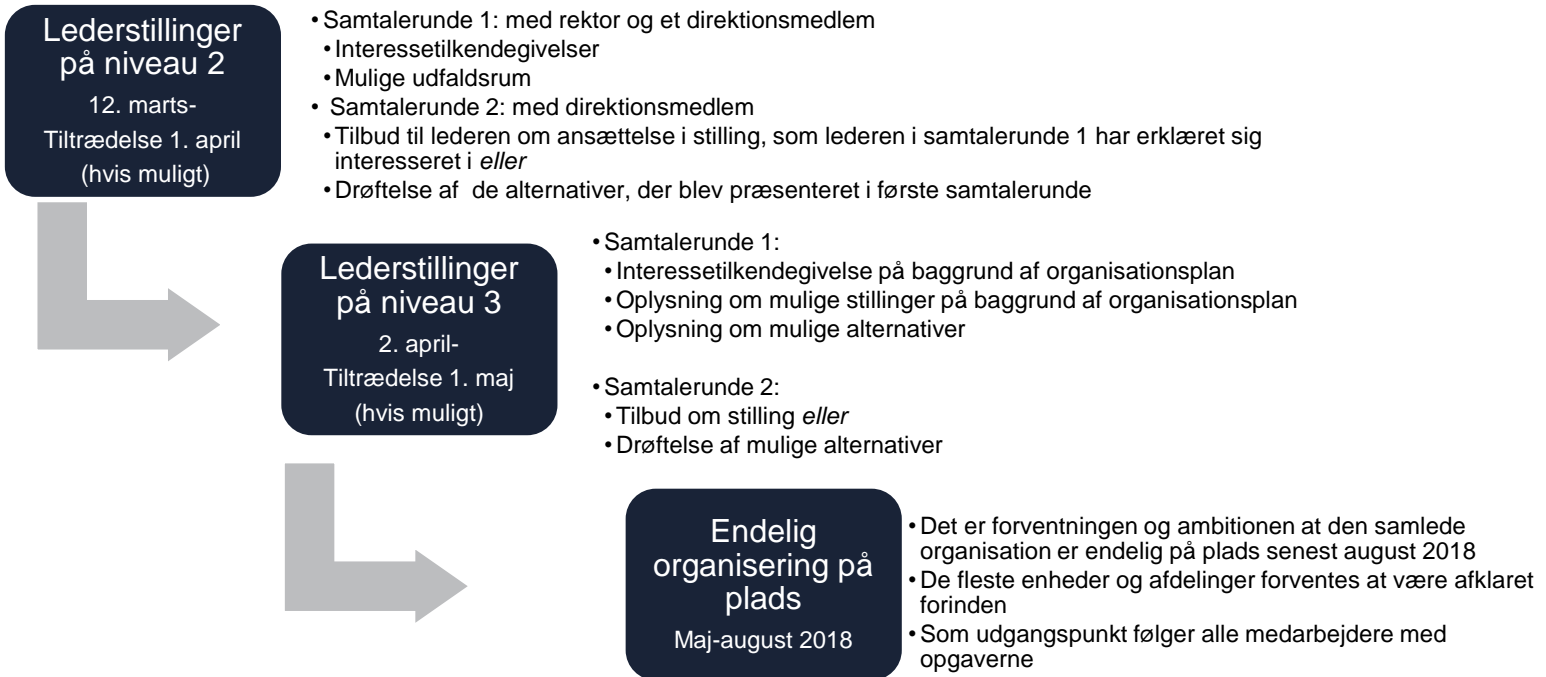 Lederstillinger
på niveau 2
12. marts-
Tiltrædelse 1. april
(hvis muligt)
• Samtalerunde 1: med rektor og et direktionsmedlem
• Interessetilkendegivelser
• Mulige udfaldsrum
• Samtalerunde 2: med direktionsmedlem
• Tilbud til lederen om ansættelse i stilling, som lederen i samtalerunde 1 har erklæret sig
interesseret i eller
• Drøftelse af de alternativer, der blev præsenteret i første samtalerunde
Lederstillinger
på niveau 3
2. april-
Tiltrædelse 1. maj
(hvis muligt)
• Samtalerunde 1:
• Interessetilkendegivelse på baggrund af organisationsplan
• Oplysning om mulige stillinger på baggrund af organisationsplan
• Oplysning om mulige alternativer
• Samtalerunde 2:
• Tilbud om stilling eller
• Drøftelse af mulige alternativer
Endelig
organisering på
plads
Maj-august 2018
• Det er forventningen og ambitionen at den samlede
organisation er endelig på plads senest august 2018
• De fleste enheder og afdelinger forventes at være afklaret
forinden
• Som udgangspunkt følger alle medarbejdere med
opgaverne